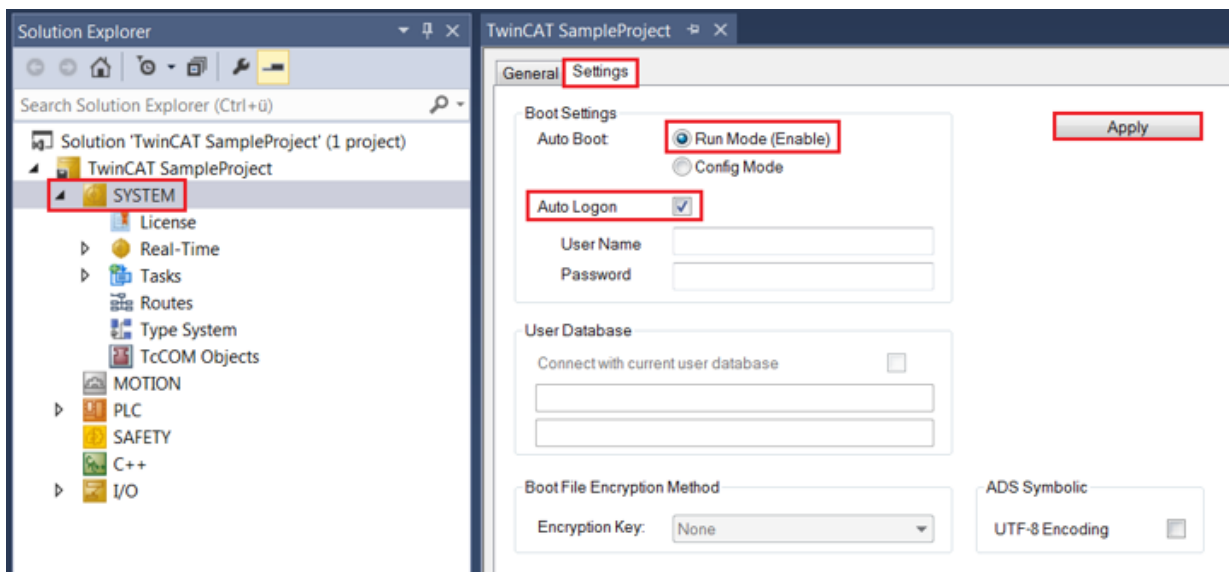 Solution Explorer
Search Solution Explorer (Ctrl+ü)
Solution 'TwinCAT SampleProject' (1 project)
TwinCAT SampleProject
SYSTEM
License
Real-Time
Tasks
Routes
Type System
TcCOM Objects
MOTION
PLC
SAFETY
C++
I/O
TwinCAT SampleProject
General Settings
Boot Settings
Auto Boot: Run Mode (Enable)
Config Mode
Apply
Auto Logon
User Name
Password
User Database
Connect with current user database
Boot File Encryption Method
Encryption Key: None
ADS Symbolic
UTF-8 Encoding